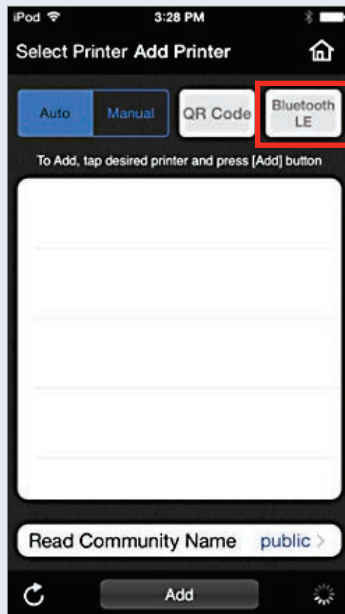 iPod 3:28 PM
Select Printer Add Printer
Auto Manual QR Code Bluetooth LE
To Add, tap desired printer and press [Add] button
Read Community Name public >
Add